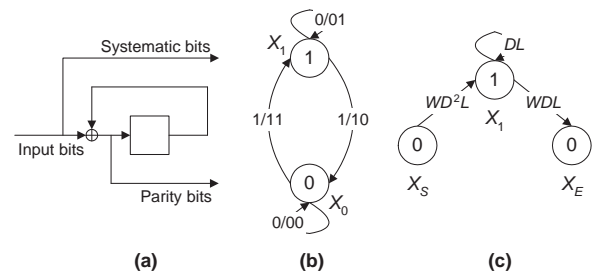 Systematic bits
Input bits
Parity bits
(a)
0/01
X1
1
1/11
1/10
0
X0
0/00
(b)
DL
1
WD²L
X1
WDL
0
XS
0
XE
(c)